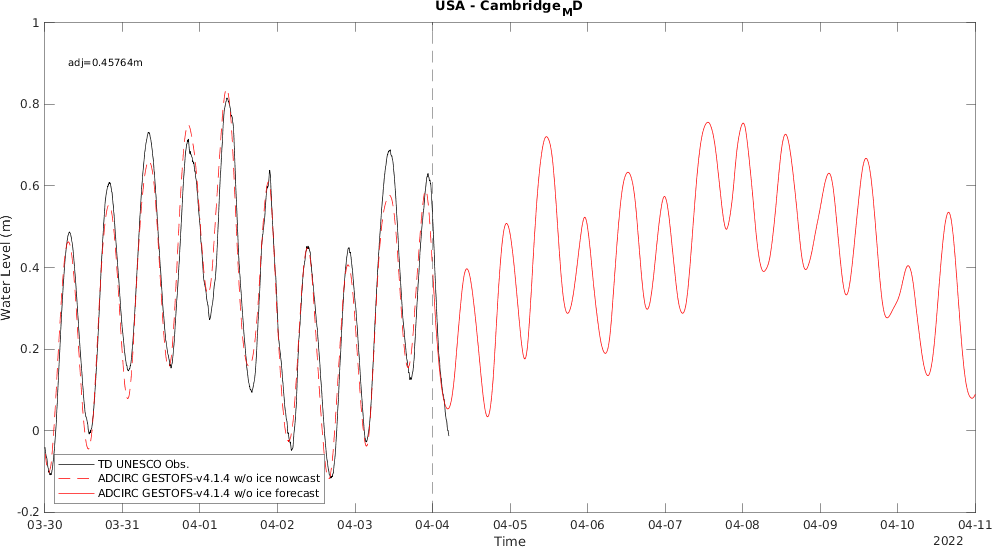 USA - Cambridge_MD
adj=0.45764m
1
0.8
0.6
0.4
0.2
0
-0.2
Water Level (m)
TD UNESCO Obs.
ADCIRC GESTOFS-v4.1.4 w/o ice nowcast
ADCIRC GESTOFS-v4.1.4 w/o ice forecast
03-30 03-31 04-01 04-02 04-03 04-04 04-05 04-06 04-07 04-08 04-09 04-10 04-11
Time
2022